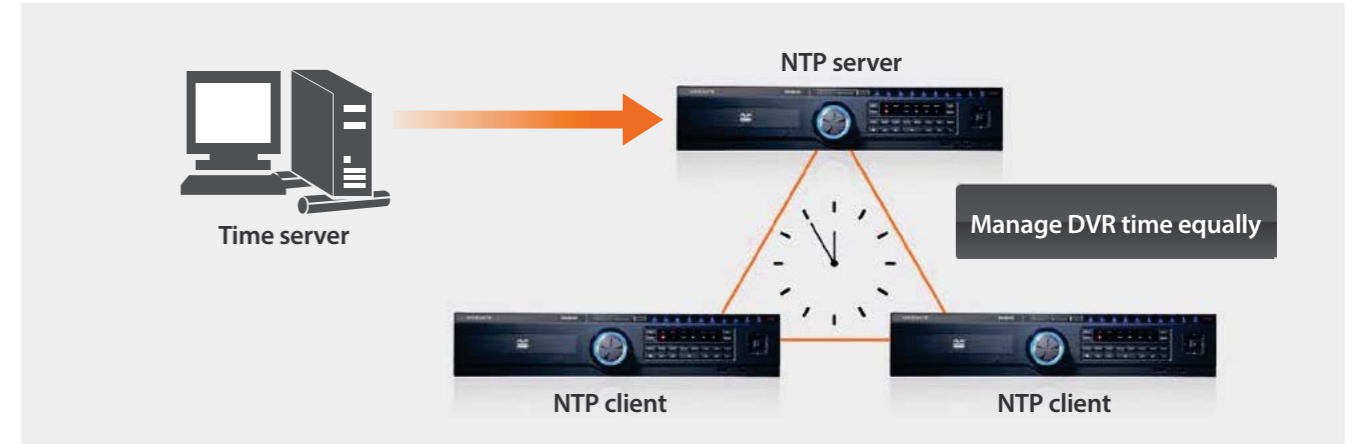 NTP server
Time server
Manage DVR time equally
NTP client
NTP client